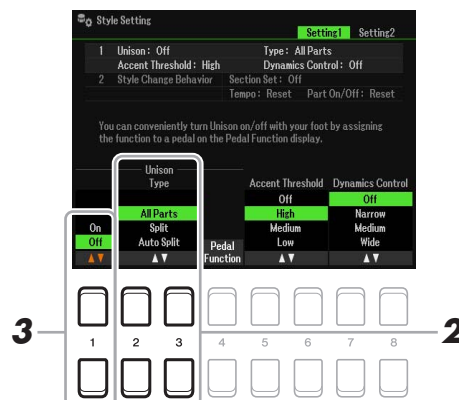 Style Setting
Setting1 Setting2
1 Unison: Off Type: All Parts
Accent Threshold: High Dynamics Control: Off
2 Style Change Behavior Section Set: Off
Tempo: Reset Part On/Off: Reset
You can conveniently turn Unison on/off with your foot by assigning
the function to a pedal on the Pedal Function display.
Unison
Type Accent Threshold Dynamics Control
Off Off
All Parts High Narrow
On Split Medium Medium
Off Auto Split Pedal Low Wide
Function
3 2
1 2 3 4 5 6 7 8